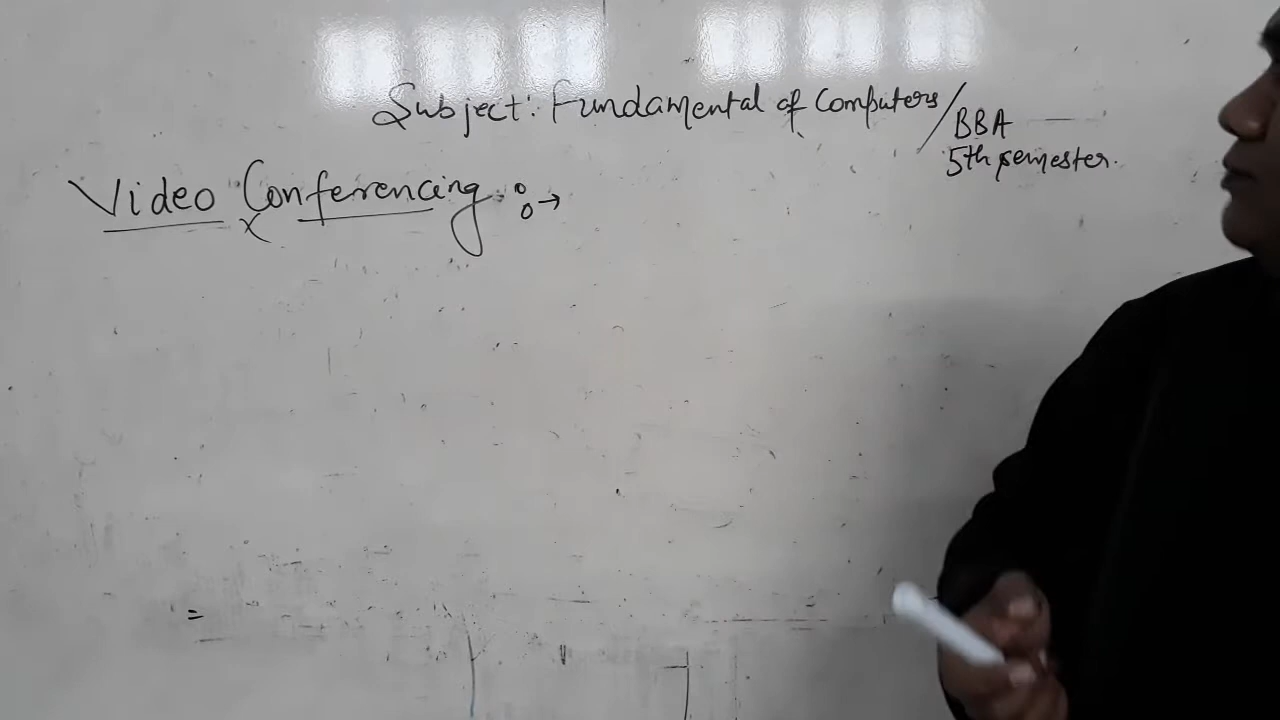 Subject:- Fundamental of Computers / BBA
5th semester.
Video Conferencing :→